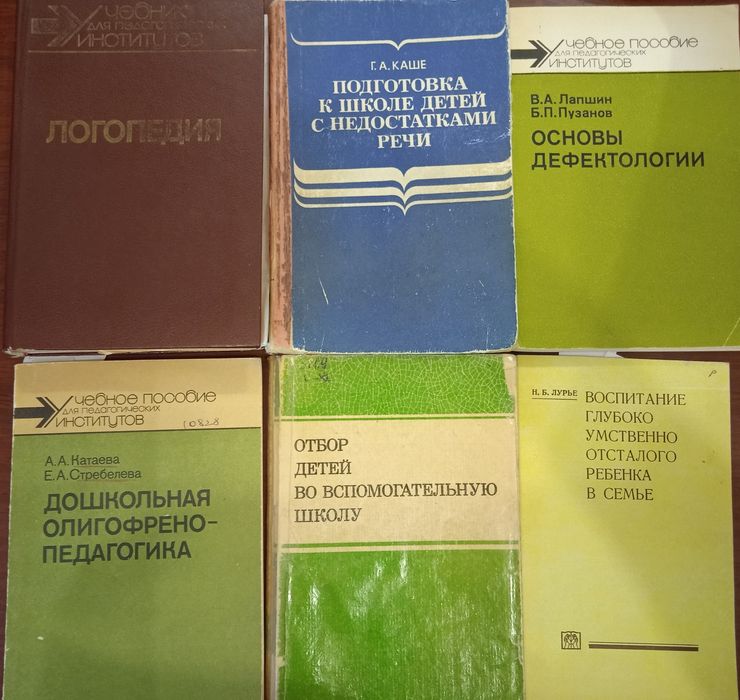 Учебник
для педагогических
институтов
ЛОГОПЕДИЯ
Г. А. КАШЕ
ПОДГОТОВКА
К ШКОЛЕ ДЕТЕЙ
С НЕДОСТАТКАМИ
РЕЧИ
Учебное пособие
для педагогических
институтов
В.А. Лапшин
Б.П. Пузанов
ОСНОВЫ
ДЕФЕКТОЛОГИИ
Учебное пособие
для педагогических
институтов
10828
А.А. Катаева
Е.А. Стребелева
ДОШКОЛЬНАЯ
ОЛИГОФРЕНО-
ПЕДАГОГИКА
ОТБОР
ДЕТЕЙ
ВО ВСПОМОГАТЕЛЬНУЮ
ШКОЛУ
Н. Б. ЛУРЬЕ
ВОСПИТАНИЕ
ГЛУБОКО
УМСТВЕННО
ОТСТАЛОГО
РЕБЕНКА
В СЕМЬЕ